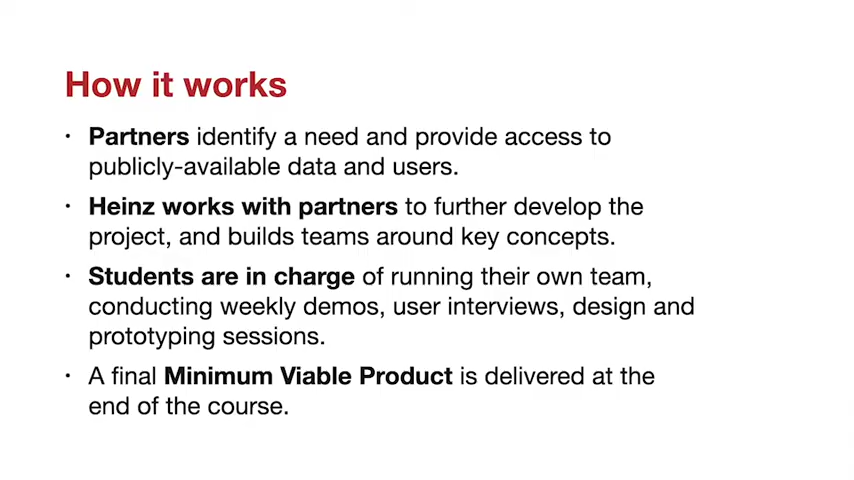 How it works
· Partners identify a need and provide access to
publicly-available data and users.
· Heinz works with partners to further develop the
project, and builds teams around key concepts.
· Students are in charge of running their own team,
conducting weekly demos, user interviews, design and
prototyping sessions.
· A final Minimum Viable Product is delivered at the
end of the course.